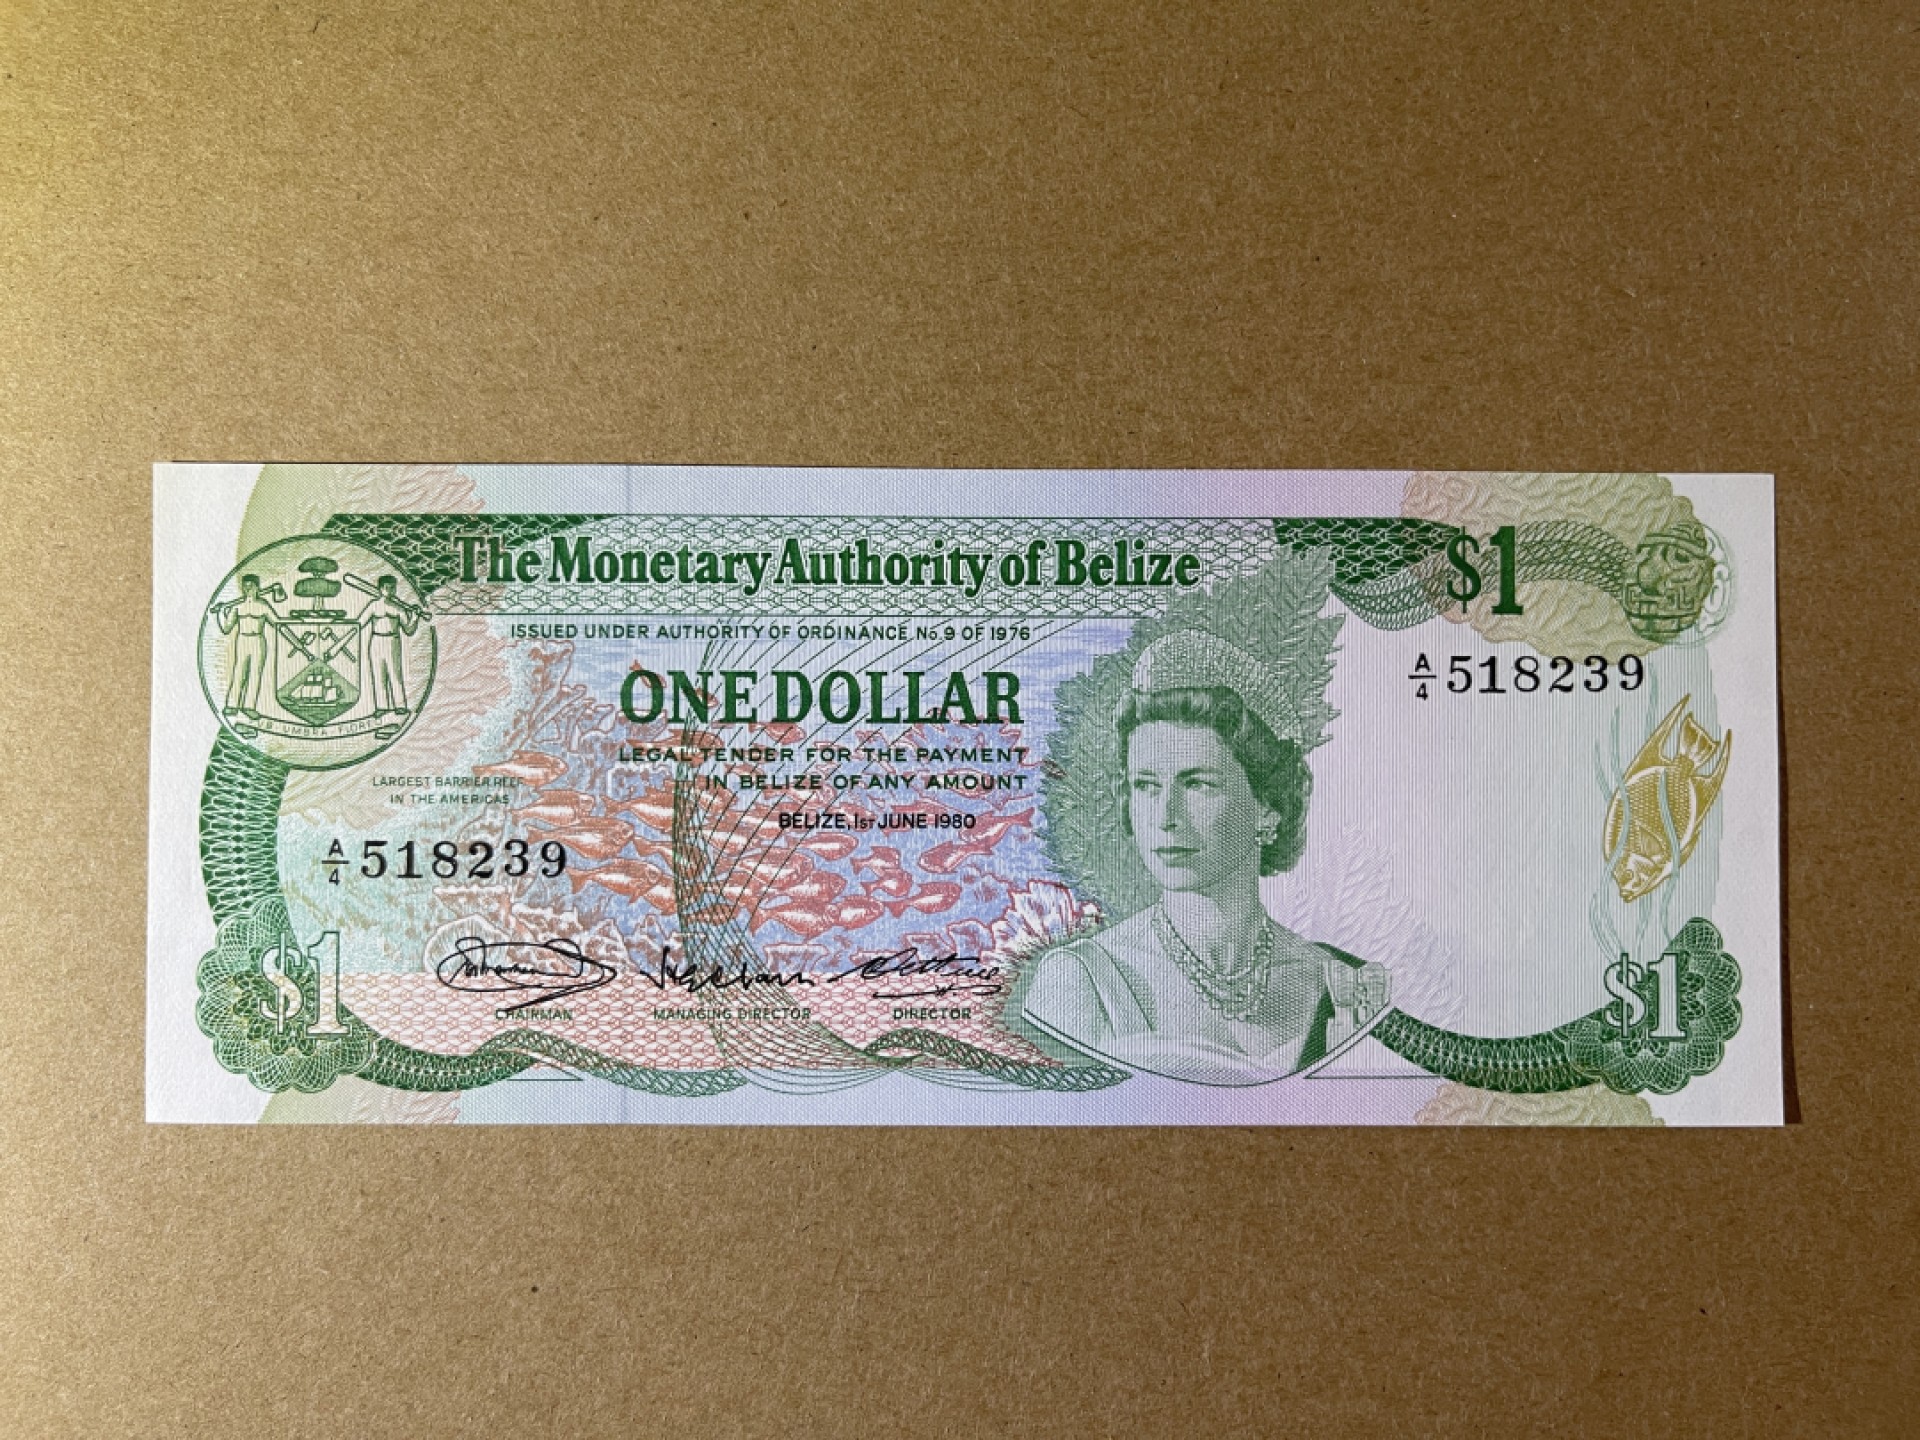 The Monetary Authority of Belize
$1
ISSUED UNDER AUTHORITY OF ORDINANCE No.9 OF 1976
ONE DOLLAR
A/4 518239
LEGAL TENDER FOR THE PAYMENT
IN BELIZE OF ANY AMOUNT
BELIZE, 1ST JUNE 1980
UMBRA FLOREO
LARGEST BARRIER REEF
IN THE AMERICAS
A/4 518239
$1
CHAIRMAN
MANAGING DIRECTOR
DIRECTOR
$1